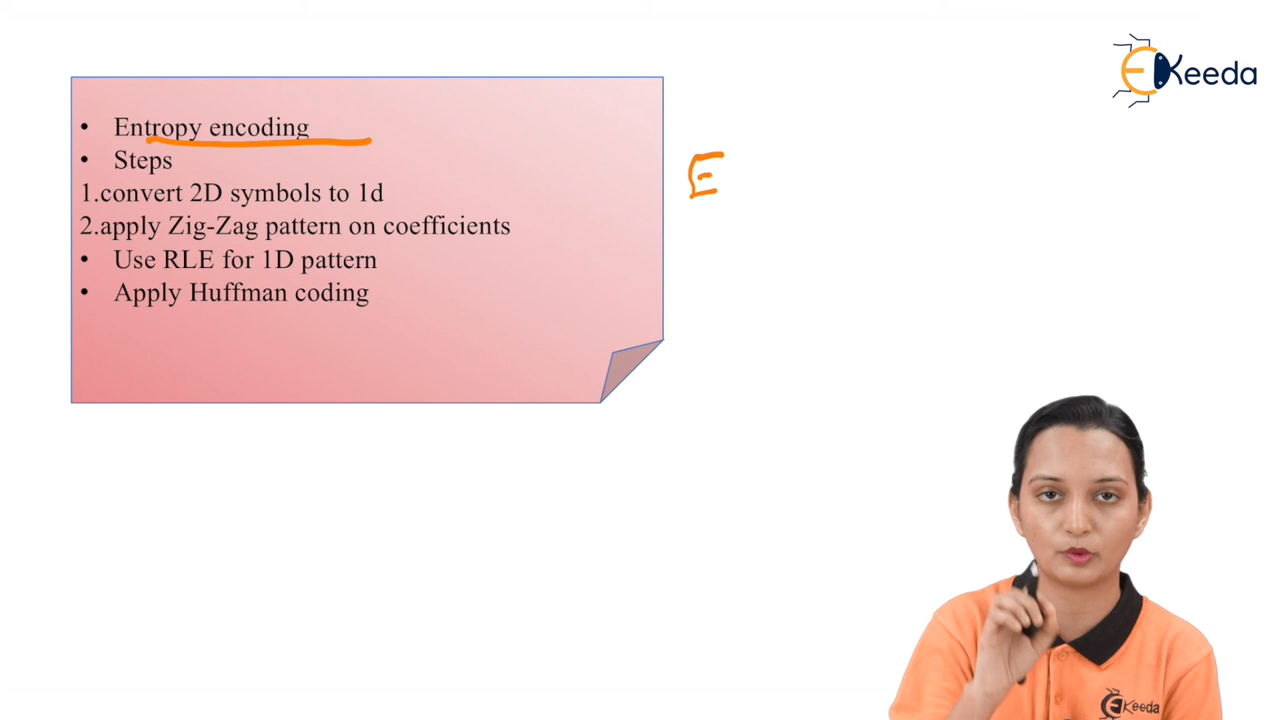 EKeeda
• Entropy encoding
• Steps
1.convert 2D symbols to 1d
2.apply Zig-Zag pattern on coefficients
• Use RLE for 1D pattern
• Apply Huffman coding
E
EKeeda